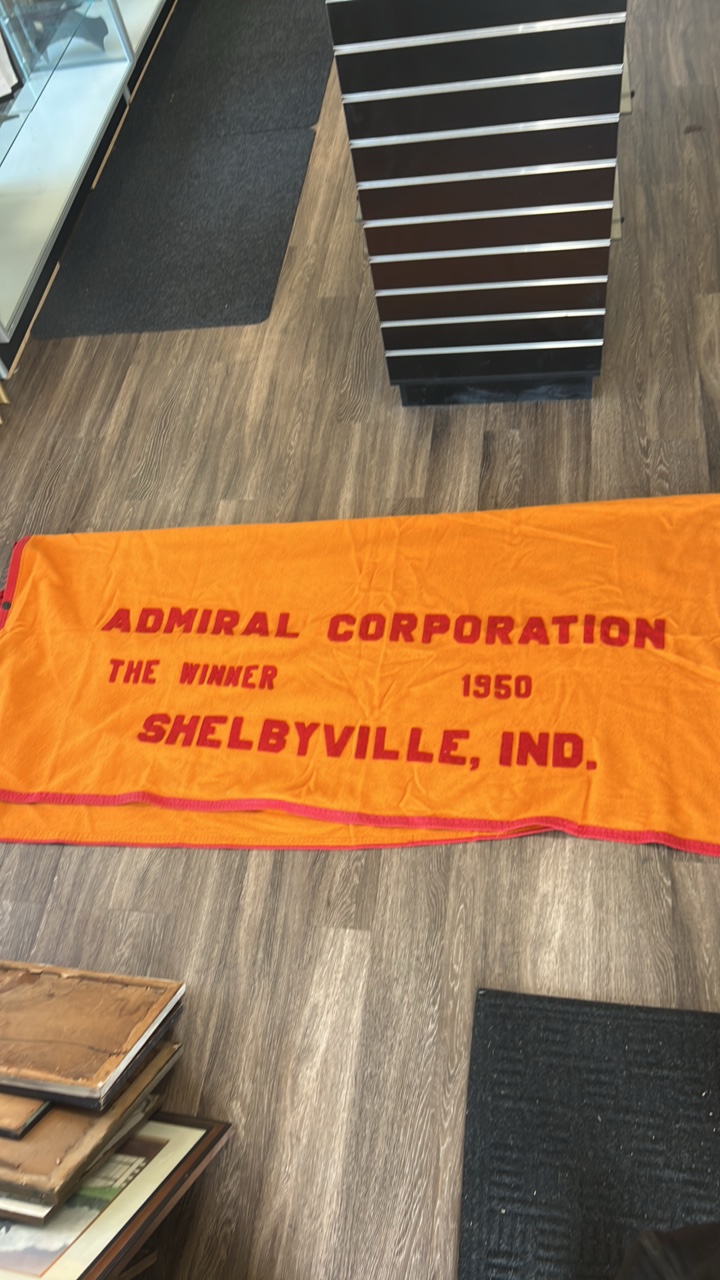 ADMIRAL CORPORATION
THE WINNER 1950
SHELBYVILLE, IND.